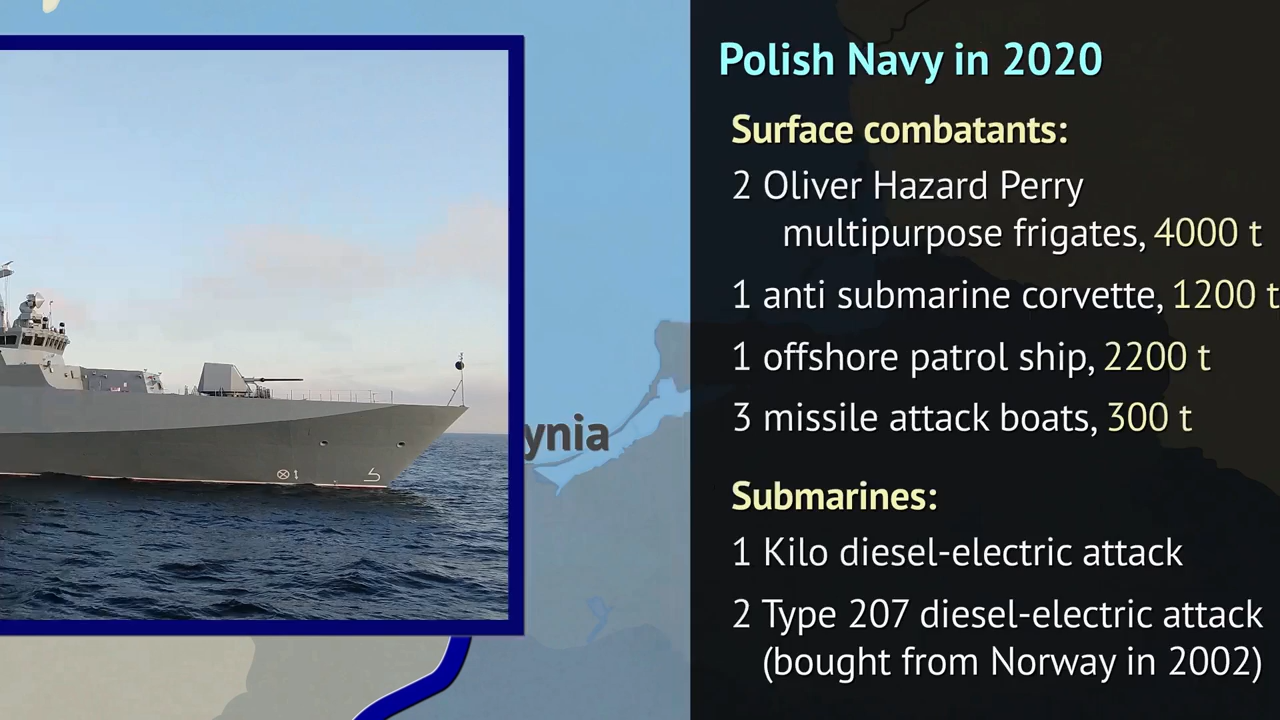 Polish Navy in 2020
Surface combatants:
2 Oliver Hazard Perry
multipurpose frigates, 4000 t
1 anti submarine corvette, 1200 t
1 offshore patrol ship, 2200 t
3 missile attack boats, 300 t
ynia
Submarines:
1 Kilo diesel-electric attack
2 Type 207 diesel-electric attack
(bought from Norway in 2002)